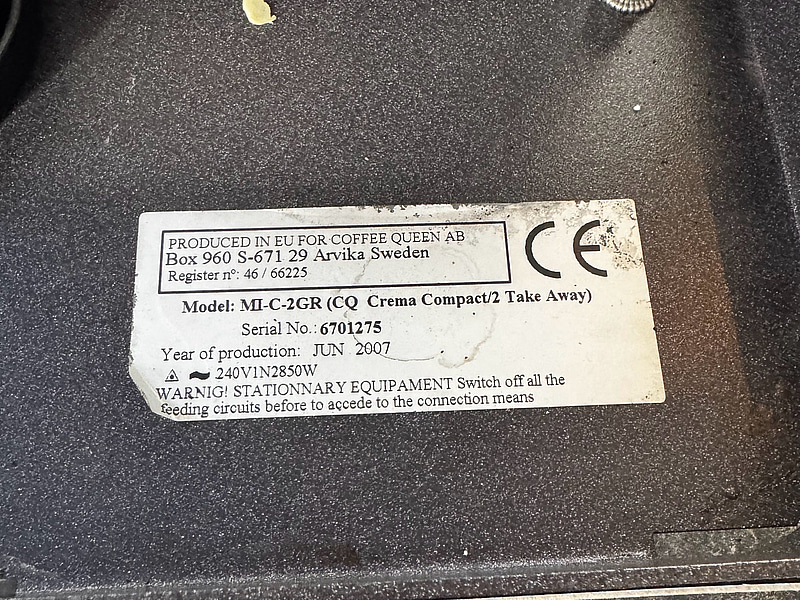 PRODUCED IN EU FOR COFFEE QUEEN AB
Box 960 S-671 29 Arvika Sweden
Register nº: 46 / 66225
CE
Model: MI-C-2GR (CQ Crema Compact/2 Take Away)
Serial No.: 6701275
Year of production: JUN 2007
240V1N2850W
WARNIG! STATIONNARY EQUIPAMENT Switch off all the
feeding circuits before to accede to the connection means